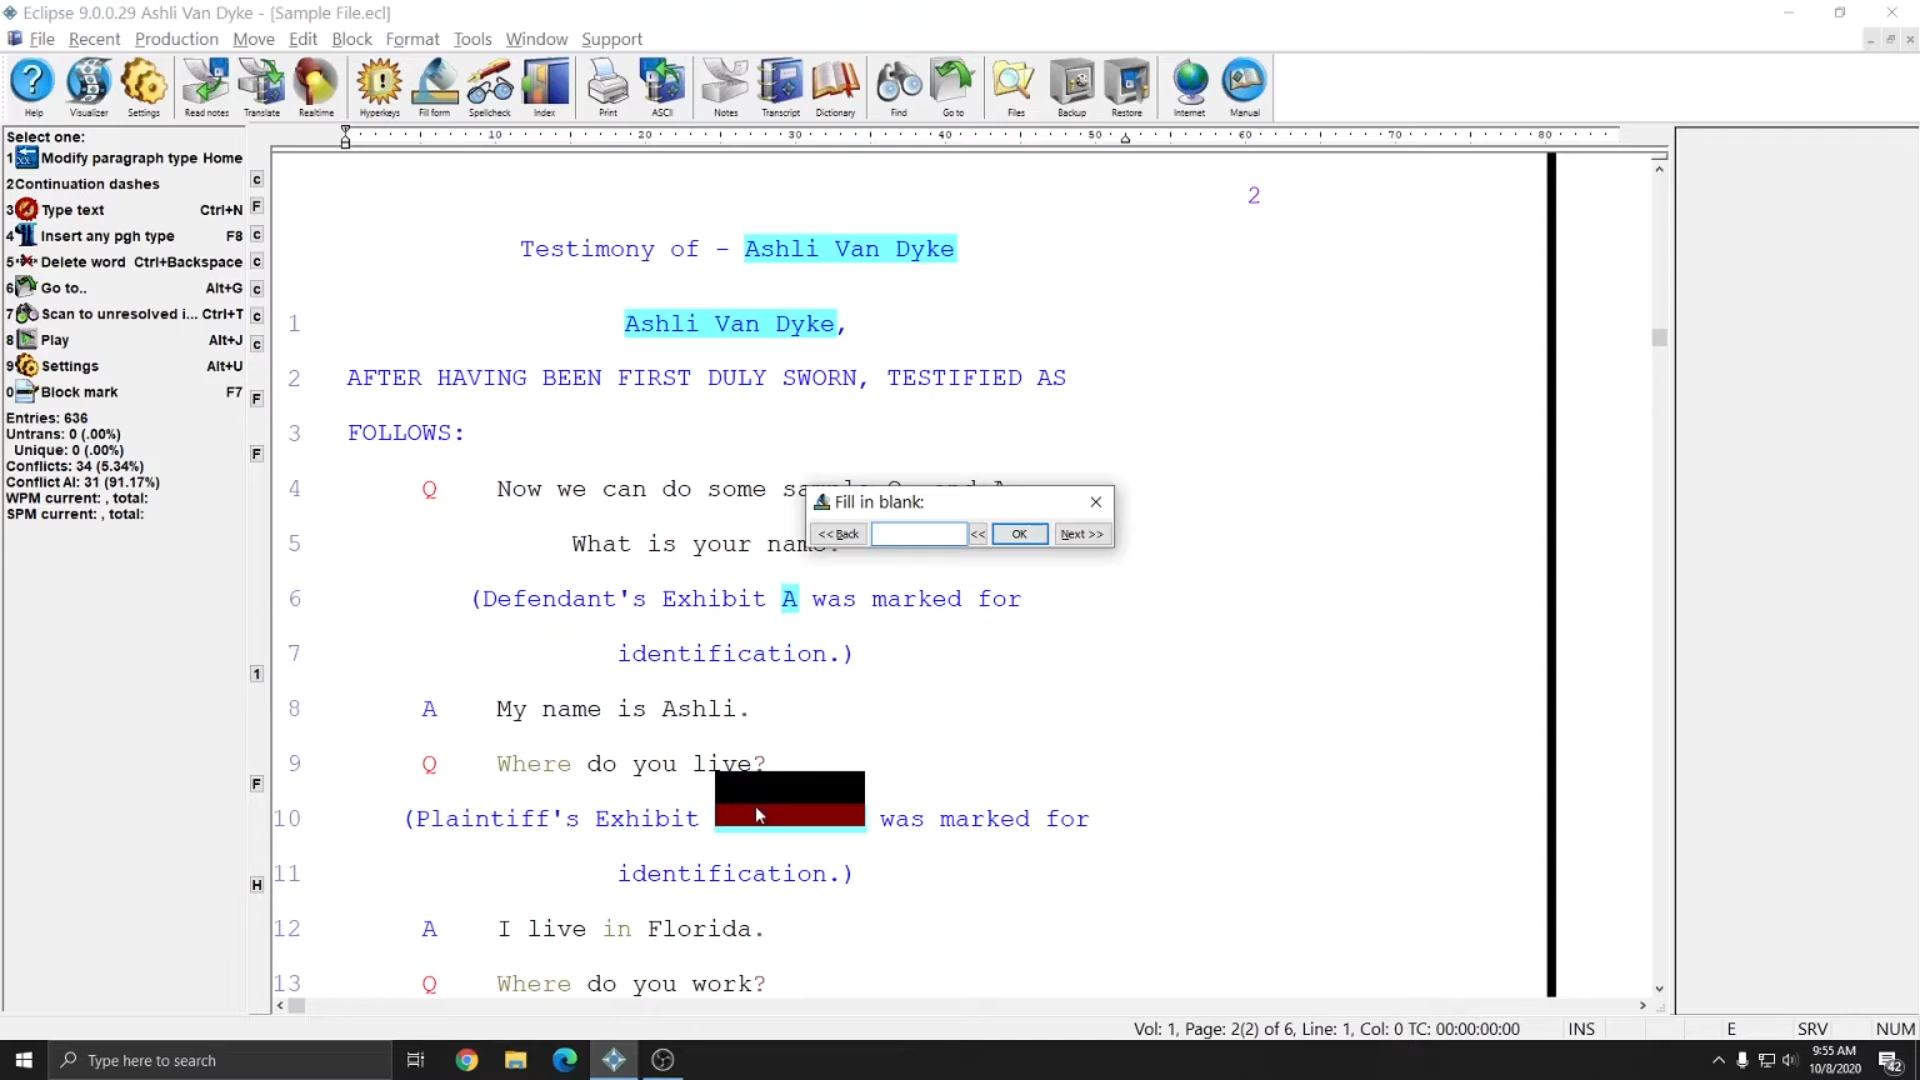 Eclipse 9.0.0.29 Ashli Van Dyke - [Sample File.ecl]
File Recent Production Move Edit Block Format Tools Window Support
Help Visualizer Settings Read notes Translate Realtime Hyperkeys Fill form Spellcheck Index Print ASCII Notes Transcript Dictionary Find Go to Files Backup Restore Internet Manual
Select one:
1 Modify paragraph type Home
2Continuation dashes
3 Type text Ctrl+N
4 Insert any pgh type F8
5 Delete word Ctrl+Backspace
6 Go to.. Alt+G
7 Scan to unresolved i... Ctrl+T
8 Play Alt+J
9 Settings Alt+U
0 Block mark F7
Entries: 636
Untrans: 0 (.00%)
Unique: 0 (.00%)
Conflicts: 34 (5.34%)
Conflict AI: 31 (91.17%)
WPM current: , total:
SPM current: , total:
C
F
C
C
C
C
C
F
F
1
F
H
10 20 30 40 50 60 70 80
2
Testimony of - Ashli Van Dyke
1 Ashli Van Dyke,
2 AFTER HAVING BEEN FIRST DULY SWORN, TESTIFIED AS
3 FOLLOWS:
4 Q Now we can do some
5 What is your
6 (Defendant's Exhibit A was marked for
7 identification.)
8 A My name is Ashli.
9 Q Where do you live?
10 (Plaintiff's Exhibit was marked for
11 identification.)
12 A I live in Florida.
13 Q Where do you work?
Fill in blank:
<< Back << OK Next >>
Vol: 1, Page: 2(2) of 6, Line: 1, Col: 0 TC: 00:00:00:00 INS E SRV NUM
Type here to search
9:55 AM
10/8/2020
42